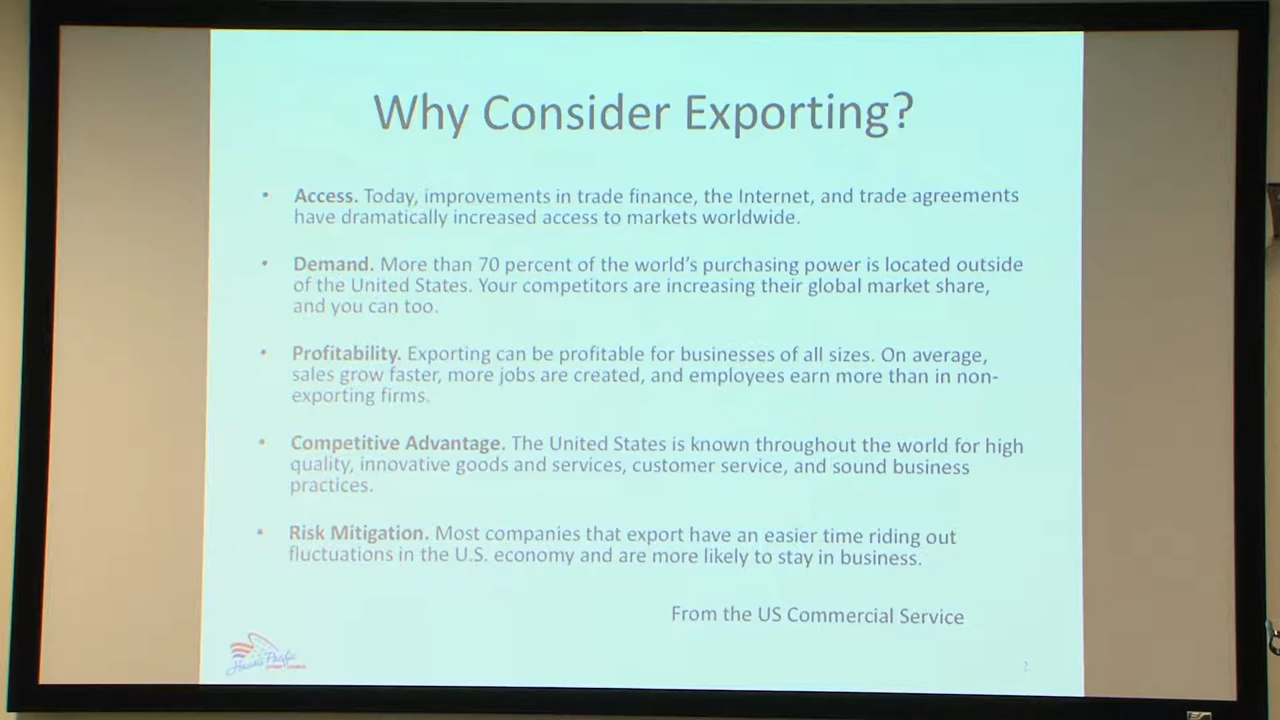 Why Consider Exporting?
• Access. Today, improvements in trade finance, the Internet, and trade agreements
have dramatically increased access to markets worldwide.
• Demand. More than 70 percent of the world's purchasing power is located outside
of the United States. Your competitors are increasing their global market share,
and you can too.
• Profitability. Exporting can be profitable for businesses of all sizes. On average,
sales grow faster, more jobs are created, and employees earn more than in non-
exporting firms.
• Competitive Advantage. The United States is known throughout the world for high
quality, innovative goods and services, customer service, and sound business
practices.
• Risk Mitigation. Most companies that export have an easier time riding out
fluctuations in the U.S. economy and are more likely to stay in business.
From the US Commercial Service
Hawaii Pacific
2